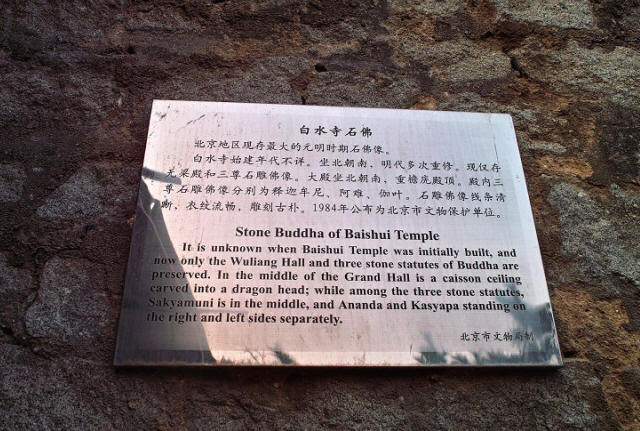 白水寺石佛
北京地区现存最大的元明时期石佛像。
白水寺始建年代不详。坐北朝南、明代多次重修。现仅存
无梁殿和三尊石雕佛像。大殿坐北朝南、重檐庑殿顶。殿内三
尊石雕佛像分别为释迦牟尼、阿难、伽叶。石雕佛像线条清
晰、衣纹流畅、雕刻古朴。1984年公布为北京市文物保护单位。
Stone Buddha of Baishui Temple
It is unknown when Baishui Temple was initially built, and
now only the Wuliang Hall and three stone statutes of Buddha are
preserved. In the middle of the Grand Hall is a caisson ceiling
carved into a dragon head; while among the three stone statutes,
Sakyamuni is in the middle, and Ananda and Kasyapa standing on
the right and left sides separately.
北京市文物局制